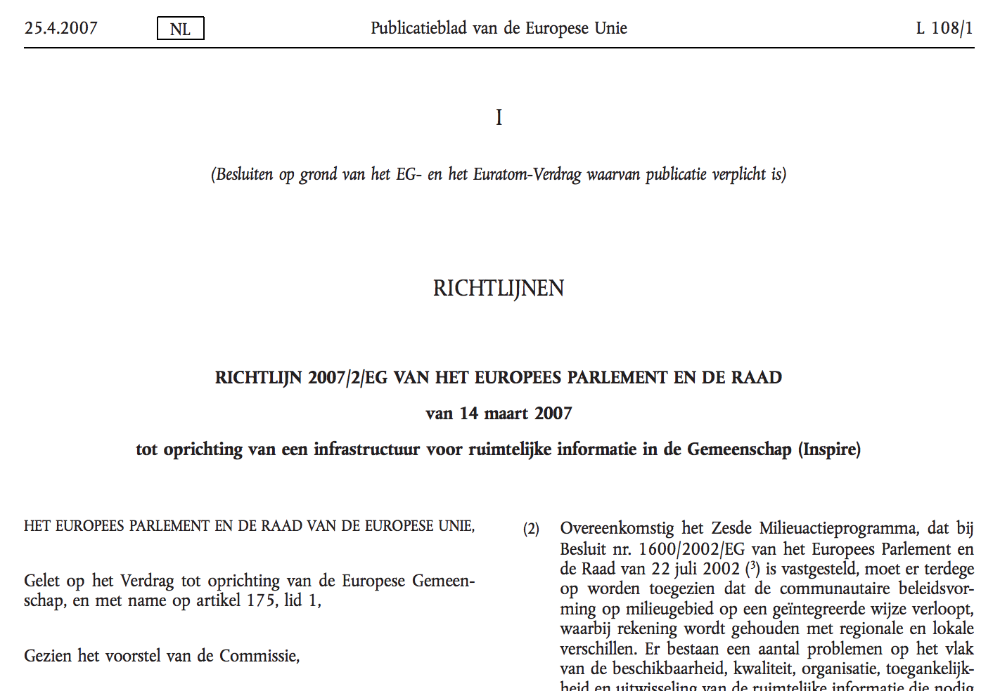 25.4.2007 NL Publicatieblad van de Europese Unie L 108/1
I
(Besluiten op grond van het EG- en het Euratom-Verdrag waarvan publicatie verplicht is)
RICHTLIJNEN
RICHTLIJN 2007/2/EG VAN HET EUROPEES PARLEMENT EN DE RAAD
van 14 maart 2007
tot oprichting van een infrastructuur voor ruimtelijke informatie in de Gemeenschap (Inspire)
HET EUROPEES PARLEMENT EN DE RAAD VAN DE EUROPESE UNIE,
Gelet op het Verdrag tot oprichting van de Europese Gemeen-
schap, en met name op artikel 175, lid 1,
Gezien het voorstel van de Commissie,
(2) Overeenkomstig het Zesde Milieuactieprogramma, dat bij
Besluit nr. 1600/2002/EG van het Europees Parlement en
de Raad van 22 juli 2002 (³) is vastgesteld, moet er terdege
op worden toegezien dat de communautaire beleidsvor-
ming op milieugebied op een geïntegreerde wijze verloopt,
waarbij rekening wordt gehouden met regionale en lokale
verschillen. Er bestaan een aantal problemen op het vlak
van de beschikbaarheid, kwaliteit, organisatie, toegankelijk-
heid en uitwisseling van de ruimtelijke informatie die nodig